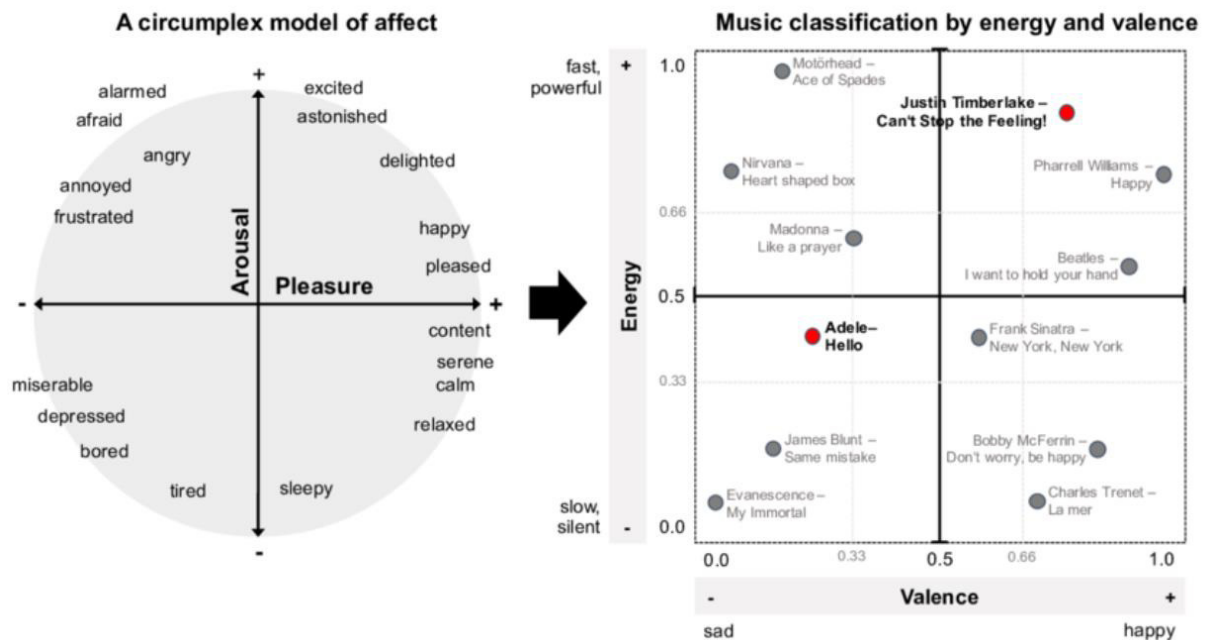 A circumplex model of affect
+
alarmed
excited
afraid
astonished
angry
delighted
annoyed
frustrated
happy
pleased
Arousal
Pleasure
-
+
content
serene
calm
miserable
depressed
relaxed
bored
tired
sleepy
-
Music classification by energy and valence
fast,
powerful
+
Energy
slow,
silent
-
1.0
0.66
0.5
0.33
0.0
Motörhead –
Ace of Spades
Justin Timberlake –
Can't Stop the Feeling!
Nirvana –
Heart shaped box
Pharrell Williams –
Happy
Madonna –
Like a prayer
Beatles –
I want to hold your hand
Adele–
Hello
Frank Sinatra –
New York, New York
James Blunt –
Same mistake
Bobby McFerrin –
Don't worry, be happy
Evanescence –
My Immortal
Charles Trenet –
La mer
0.0
0.33
0.5
0.66
1.0
-
Valence
+
sad
happy